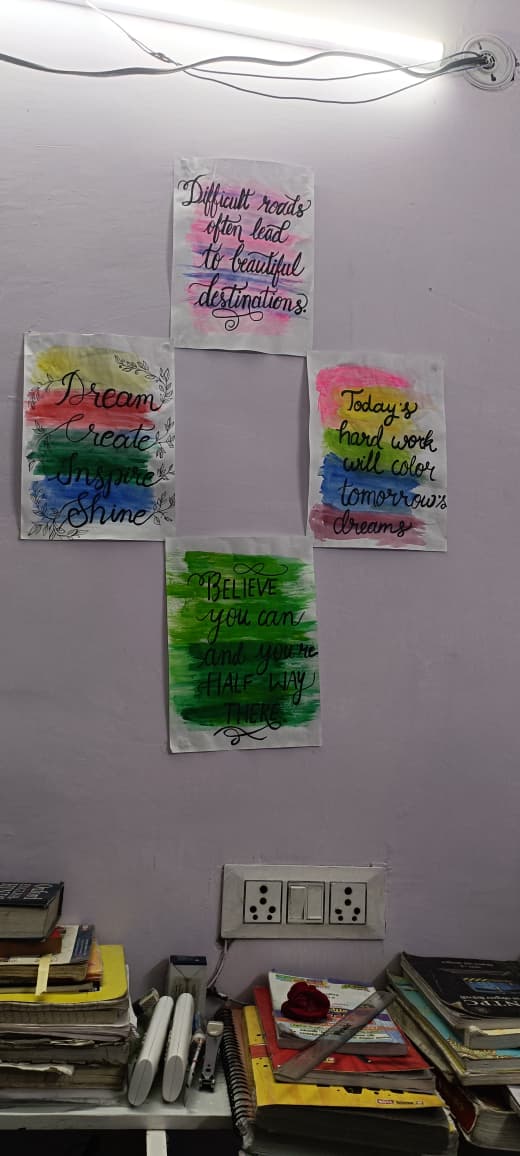 Difficult roads
often lead
to beautiful
destinations.
Dream
Create
Inspire
Shine
Today's
hard work
will color
tomorrow's
dreams
BELIEVE
you can
and you're
HALF WAY
THERE